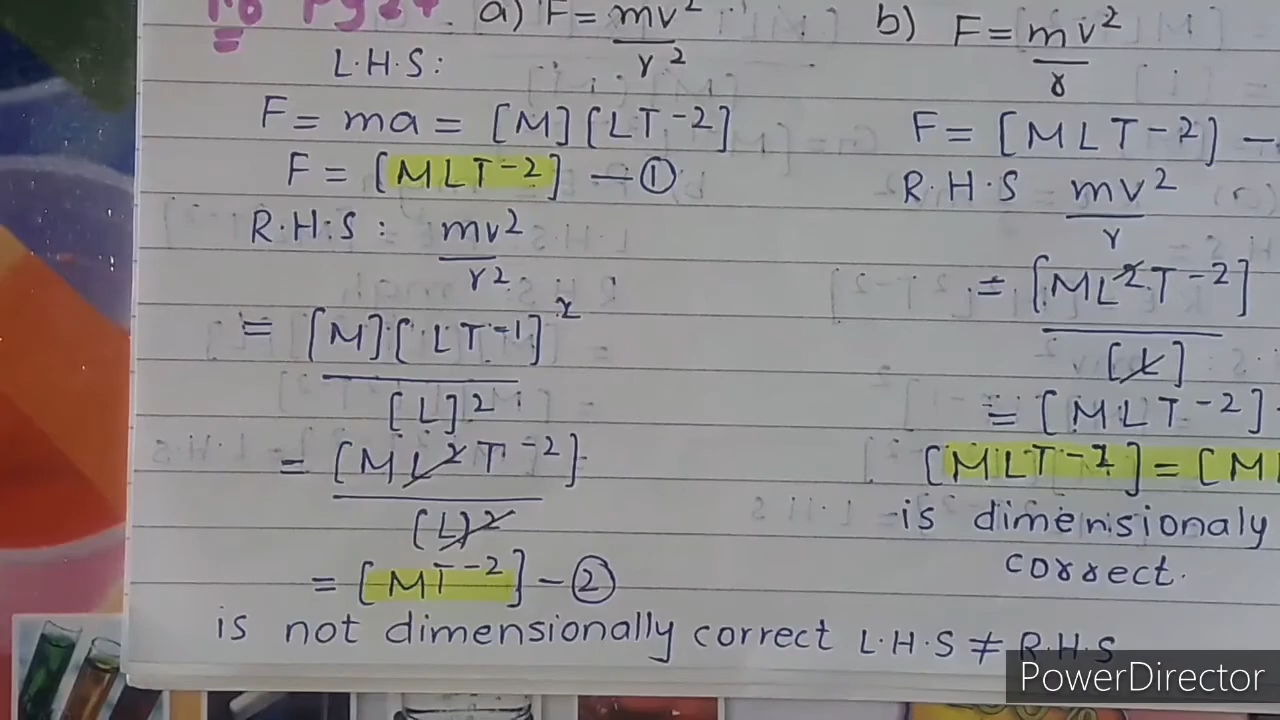 a) F = mv²/r²
L.H.S:
F = ma = [M][LT-2]
F = [MLT-2] — ①
R.H.S : mv²/r²
= [M][LT-1]²
[L]²
= [ML²T-2]
[L]²
= [MT-2] — ②
is not dimensionally correct L.H.S ≠ R.H.S
b) F = mv²/r
F = [MLT-2] —
R.H.S mv²/r
= [ML²T-2]
[L]
= [MLT-2]
[MLT-2] = [M
is dimensionaly
correct.
PowerDirector